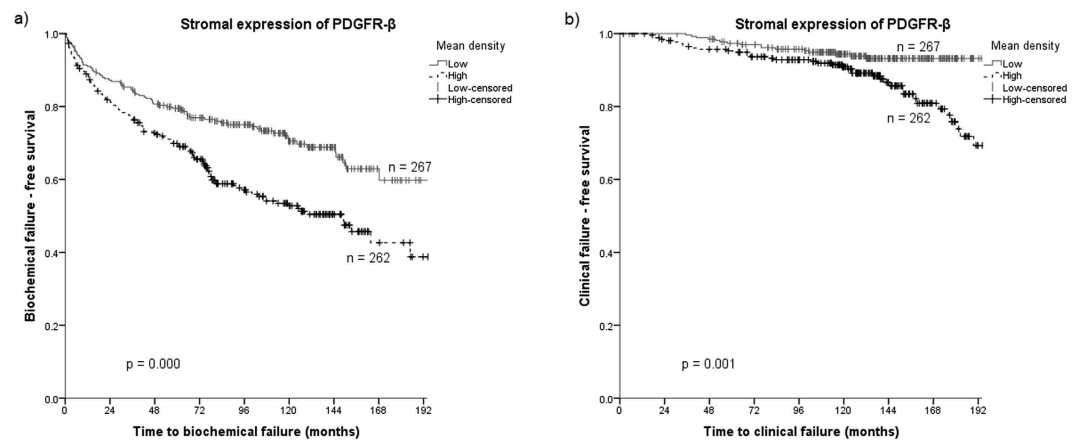 a)
Stromal expression of PDGFR-β
Mean density
Low
High
Low-censored
High-censored
n = 267
n = 262
p = 0.000
Biochemical failure - free survival
1.0
0.8
0.6
0.4
0.2
0.0
0 24 48 72 96 120 144 168 192
Time to biochemical failure (months)
b)
Stromal expression of PDGFR-β
Mean density
Low
High
Low-censored
High-censored
n = 267
n = 262
p = 0.001
Clinical failure - free survival
1.0
0.8
0.6
0.4
0.2
0.0
0 24 48 72 96 120 144 168 192
Time to clinical failure (months)